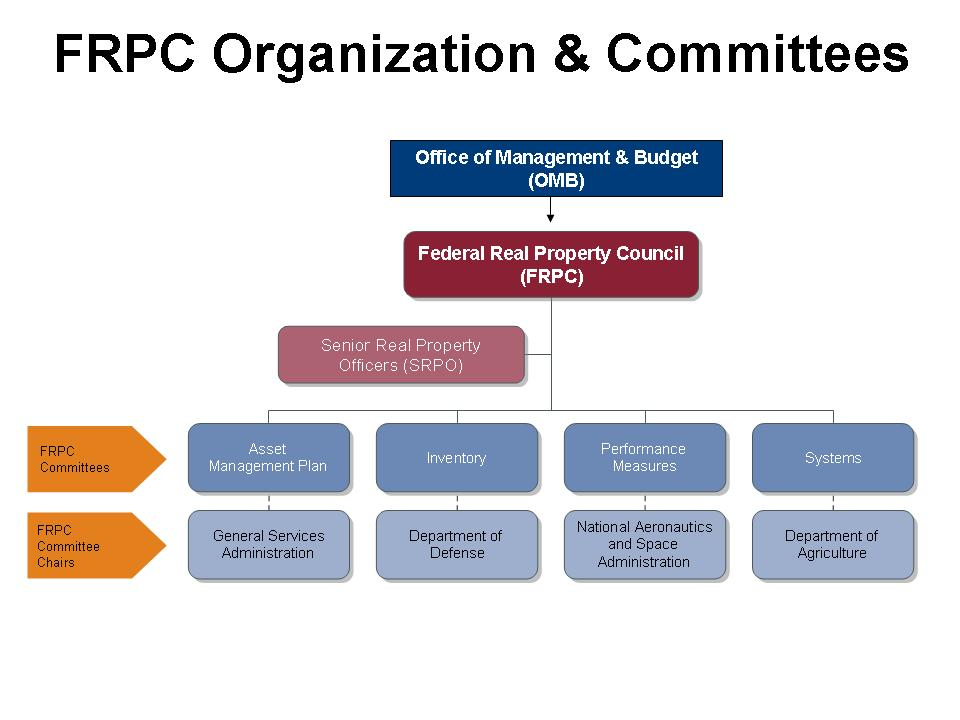 FRPC Organization & Committees
Office of Management & Budget
(OMB)
Federal Real Property Council
(FRPC)
Senior Real Property
Officers (SRPO)
FRPC
Committees
Asset
Management Plan
Inventory
Performance
Measures
Systems
FRPC
Committee
Chairs
General Services
Administration
Department of
Defense
National Aeronautics
and Space
Administration
Department of
Agriculture